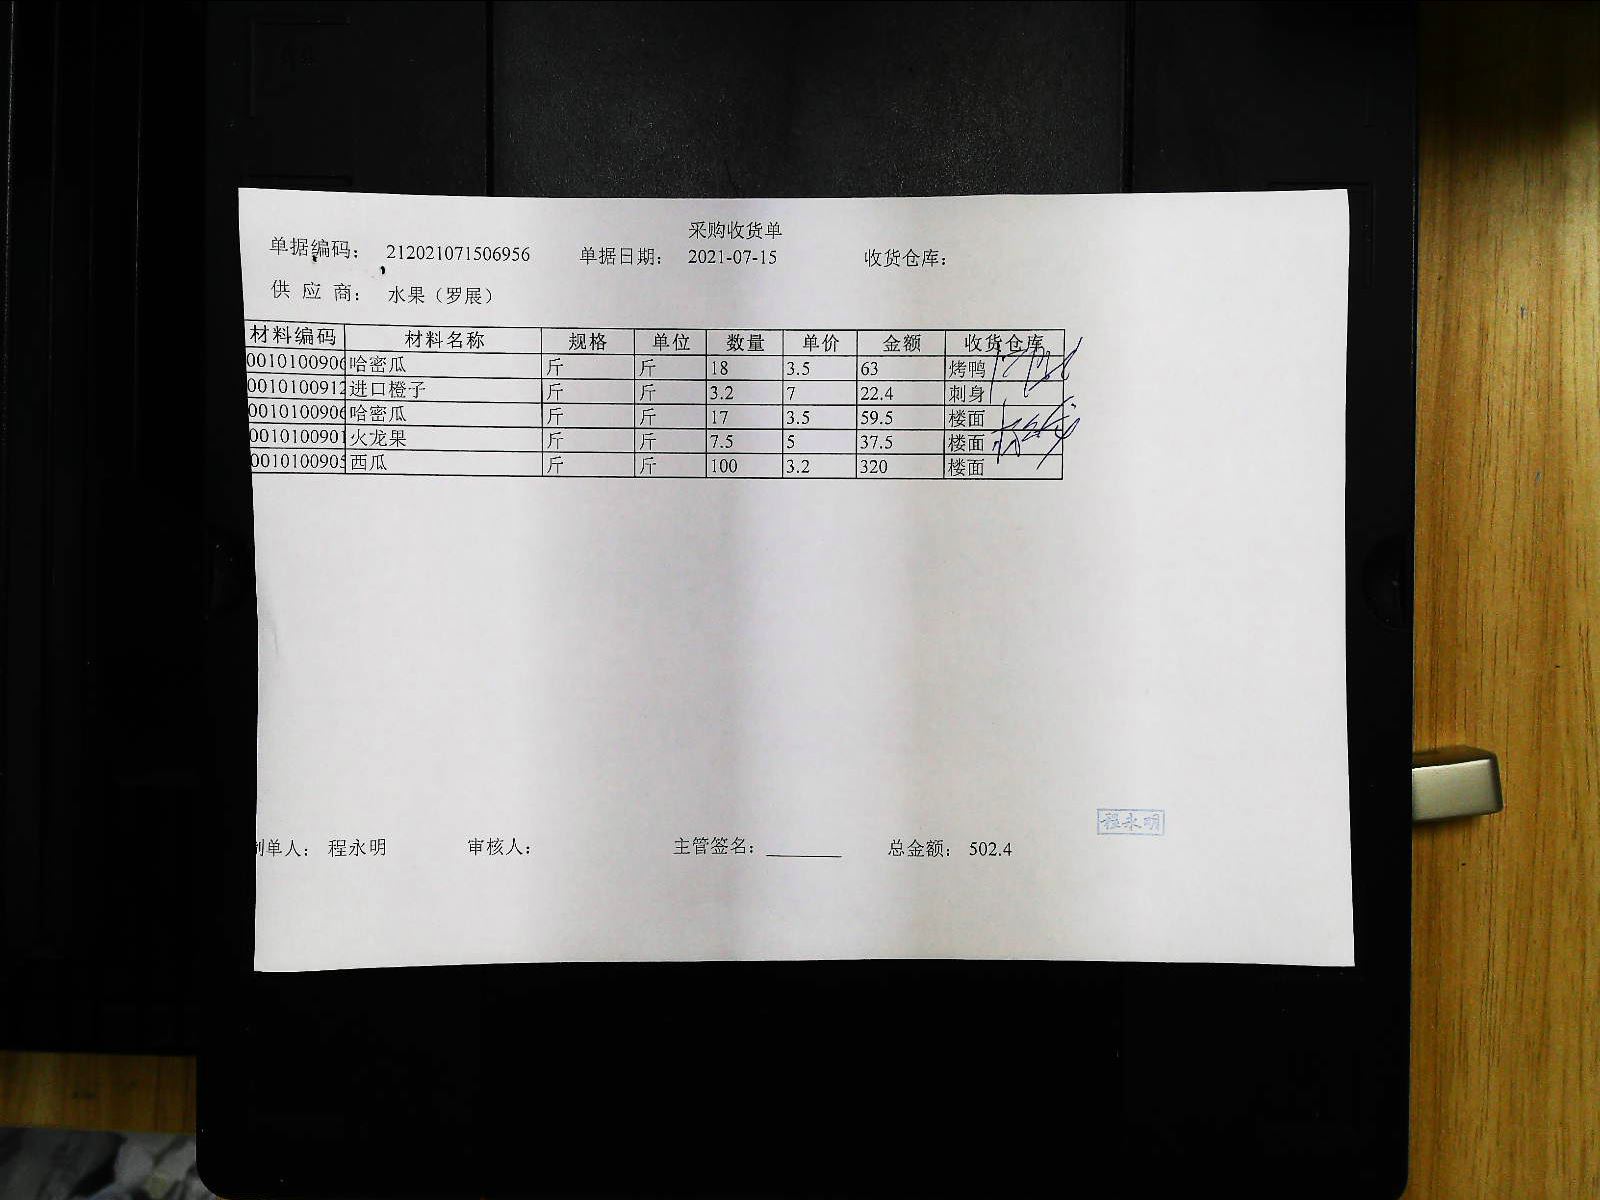 采购收货单
单据编码： 212021071506956 单据日期： 2021-07-15 收货仓库：
供 应 商： 水果（罗展）
材料编码 材料名称 规格 单位 数量 单价 金额 收货仓库
0010100906 哈密瓜 斤 斤 18 3.5 63 烤鸭
0010100912 进口橙子 斤 斤 3.2 7 22.4 刺身
0010100906 哈密瓜 斤 斤 17 3.5 59.5 楼面
0010100901 火龙果 斤 斤 7.5 5 37.5 楼面
0010100905 西瓜 斤 斤 100 3.2 320 楼面
程永明
制单人： 程永明 审核人： 主管签名： 总金额： 502.4